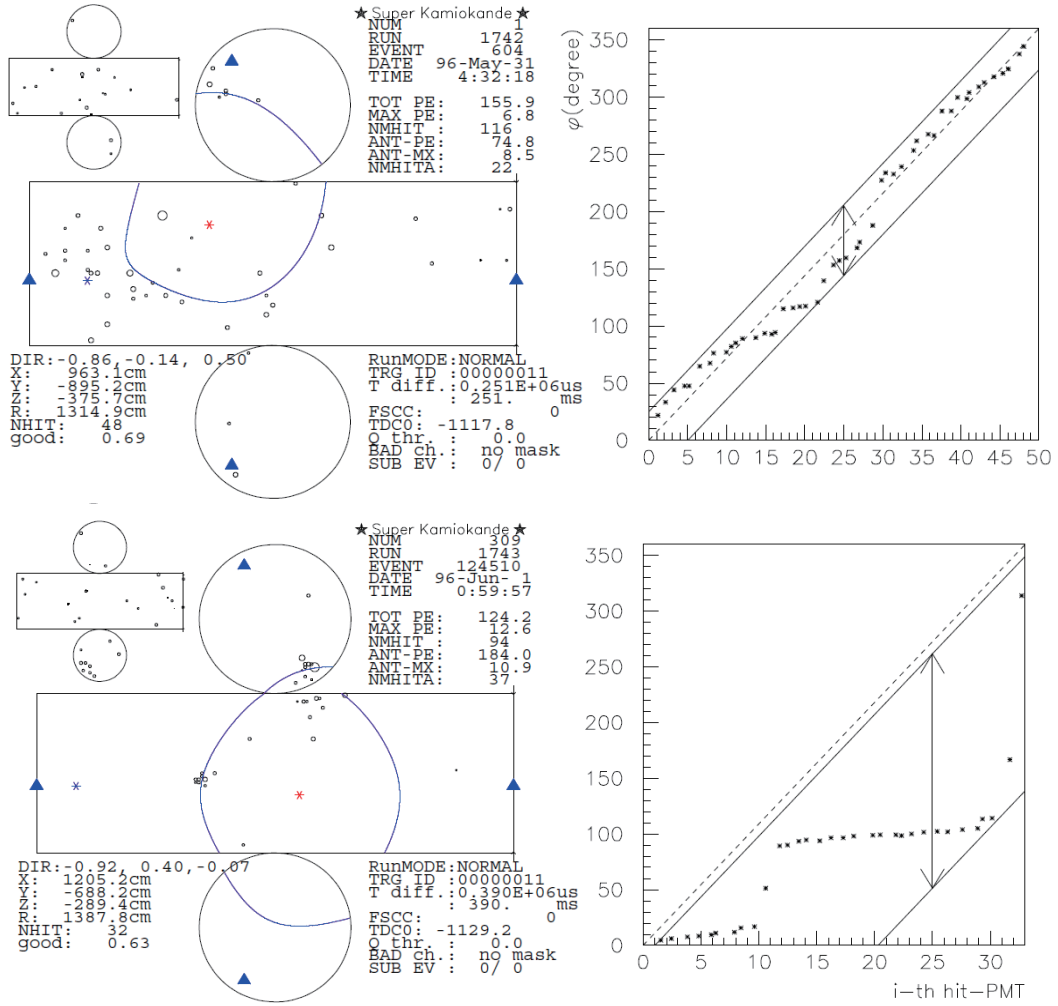 ★ Super Kamiokande ★
NUM 1
RUN 1742
EVENT 604
DATE 96-May-31
TIME 4:32:18
TOT PE: 155.9
MAX PE: 6.8
NMHIT : 116
ANT-PE: 74.8
ANT-MX: 8.5
NMHITA: 22
DIR:-0.86,-0.14, 0.50
X: 963.1cm
Y: -895.2cm
Z: -375.7cm
R: 1314.9cm
NHIT: 48
good: 0.69
RunMODE:NORMAL
TRG ID :00000011
T diff.:0.251E+06us
: 251. ms
FSCC: 0
TDC0: -1117.8
Q thr. : 0.0
BAD ch.: no mask
SUB EV : 0/ 0
φ(degree)
350
300
250
200
150
100
50
0
0 5 10 15 20 25 30 35 40 45 50
★ Super Kamiokande ★
NUM 309
RUN 1743
EVENT 124510
DATE 96-Jun- 1
TIME 0:59:57
TOT PE: 124.2
MAX PE: 12.6
NMHIT : 94
ANT-PE: 184.0
ANT-MX: 10.9
NMHITA: 37
DIR:-0.92, 0.40,-0.07
X: 1205.2cm
Y: -688.2cm
Z: -289.4cm
R: 1387.8cm
NHIT: 32
good: 0.63
RunMODE:NORMAL
TRG ID :00000011
T diff.:0.390E+06us
: 390. ms
FSCC: 0
TDC0: -1129.2
Q thr. : 0.0
BAD ch.: no mask
SUB EV : 0/ 0
350
300
250
200
150
100
50
0
0 5 10 15 20 25 30
i-th hit-PMT